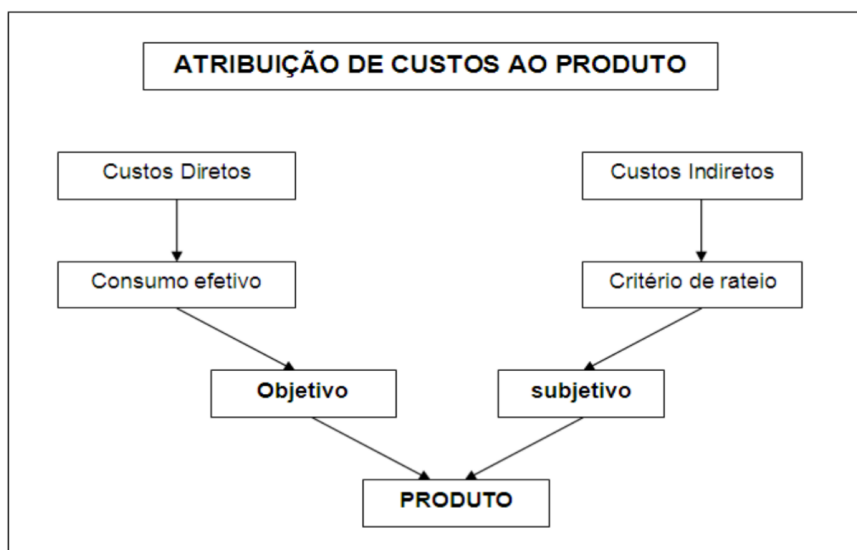 ATRIBUIÇÃO DE CUSTOS AO PRODUTO
Custos Diretos
Custos Indiretos
Consumo efetivo
Critério de rateio
Objetivo
subjetivo
PRODUTO